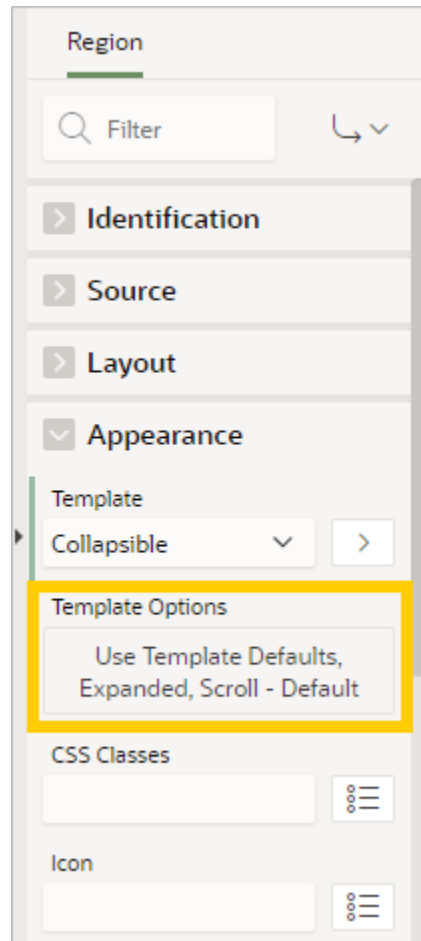 Region
Filter
Identification
Source
Layout
Appearance
Template
Collapsible
Template Options
Use Template Defaults,
Expanded, Scroll - Default
CSS Classes
Icon